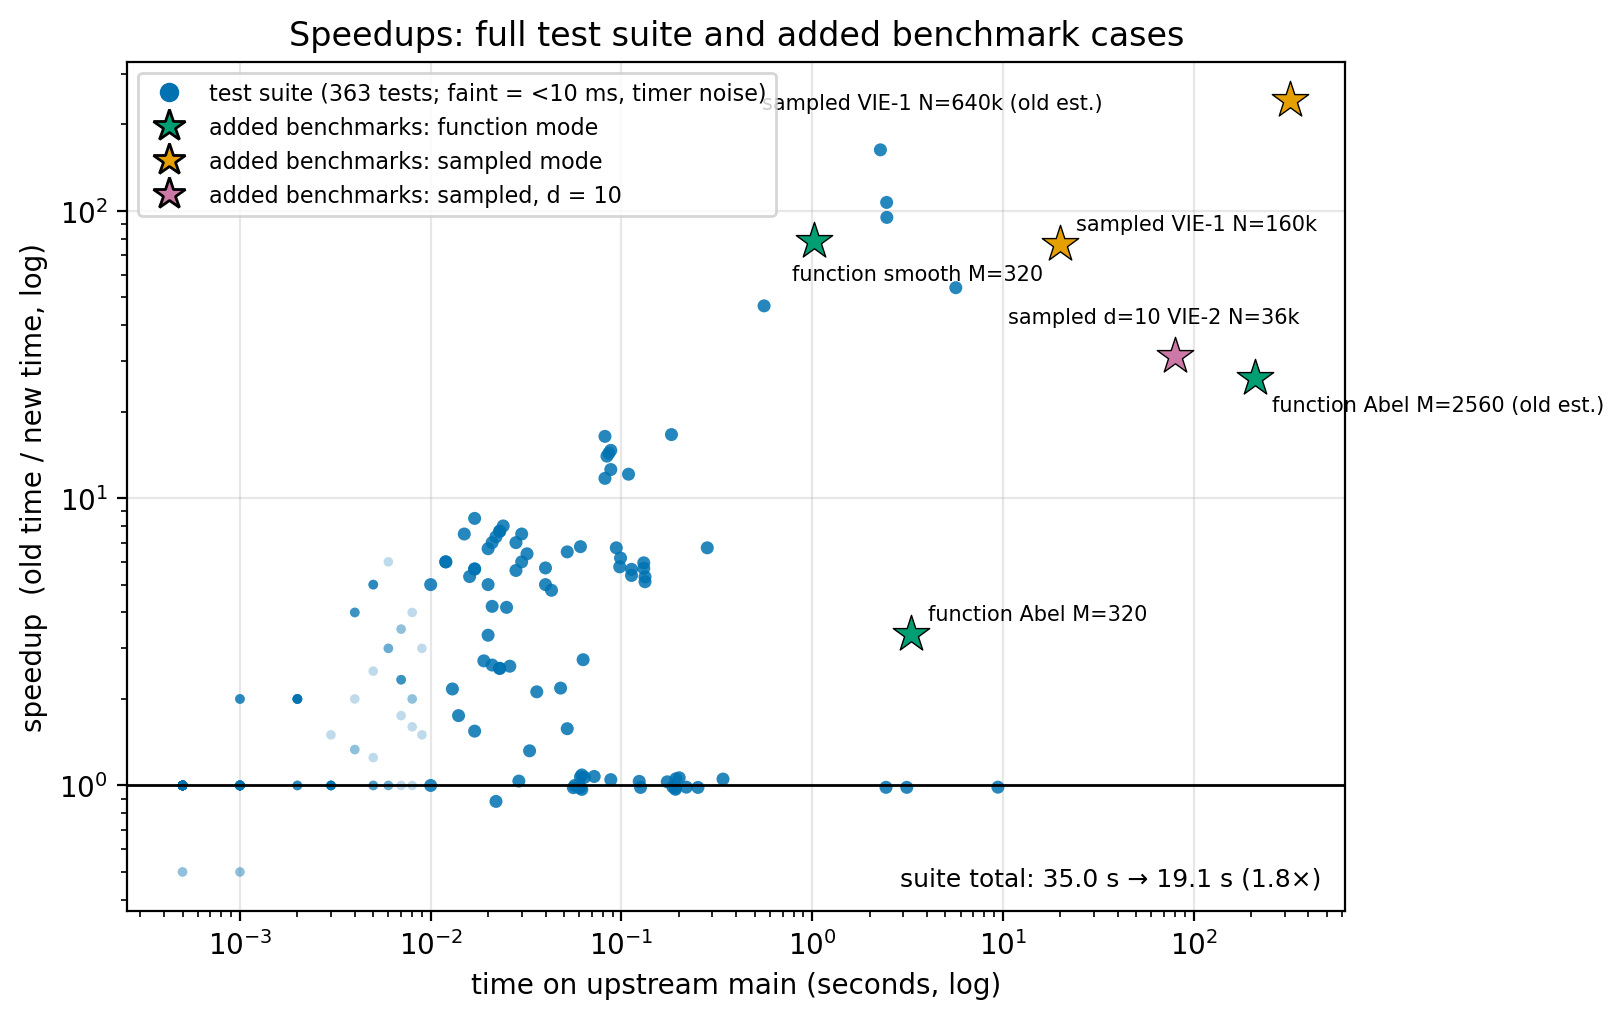 Speedups: full test suite and added benchmark cases
test suite (363 tests; faint = <10 ms, timer noise)
added benchmarks: function mode
added benchmarks: sampled mode
added benchmarks: sampled, d = 10
sampled VIE-1 N=640k (old est.)
sampled VIE-1 N=160k
function smooth M=320
sampled d=10 VIE-2 N=36k
function Abel M=2560 (old est.)
function Abel M=320
suite total: 35.0 s → 19.1 s (1.8×)
speedup (old time / new time, log)
10²
10¹
10⁰
10⁻³ 10⁻² 10⁻¹ 10⁰ 10¹ 10²
time on upstream main (seconds, log)